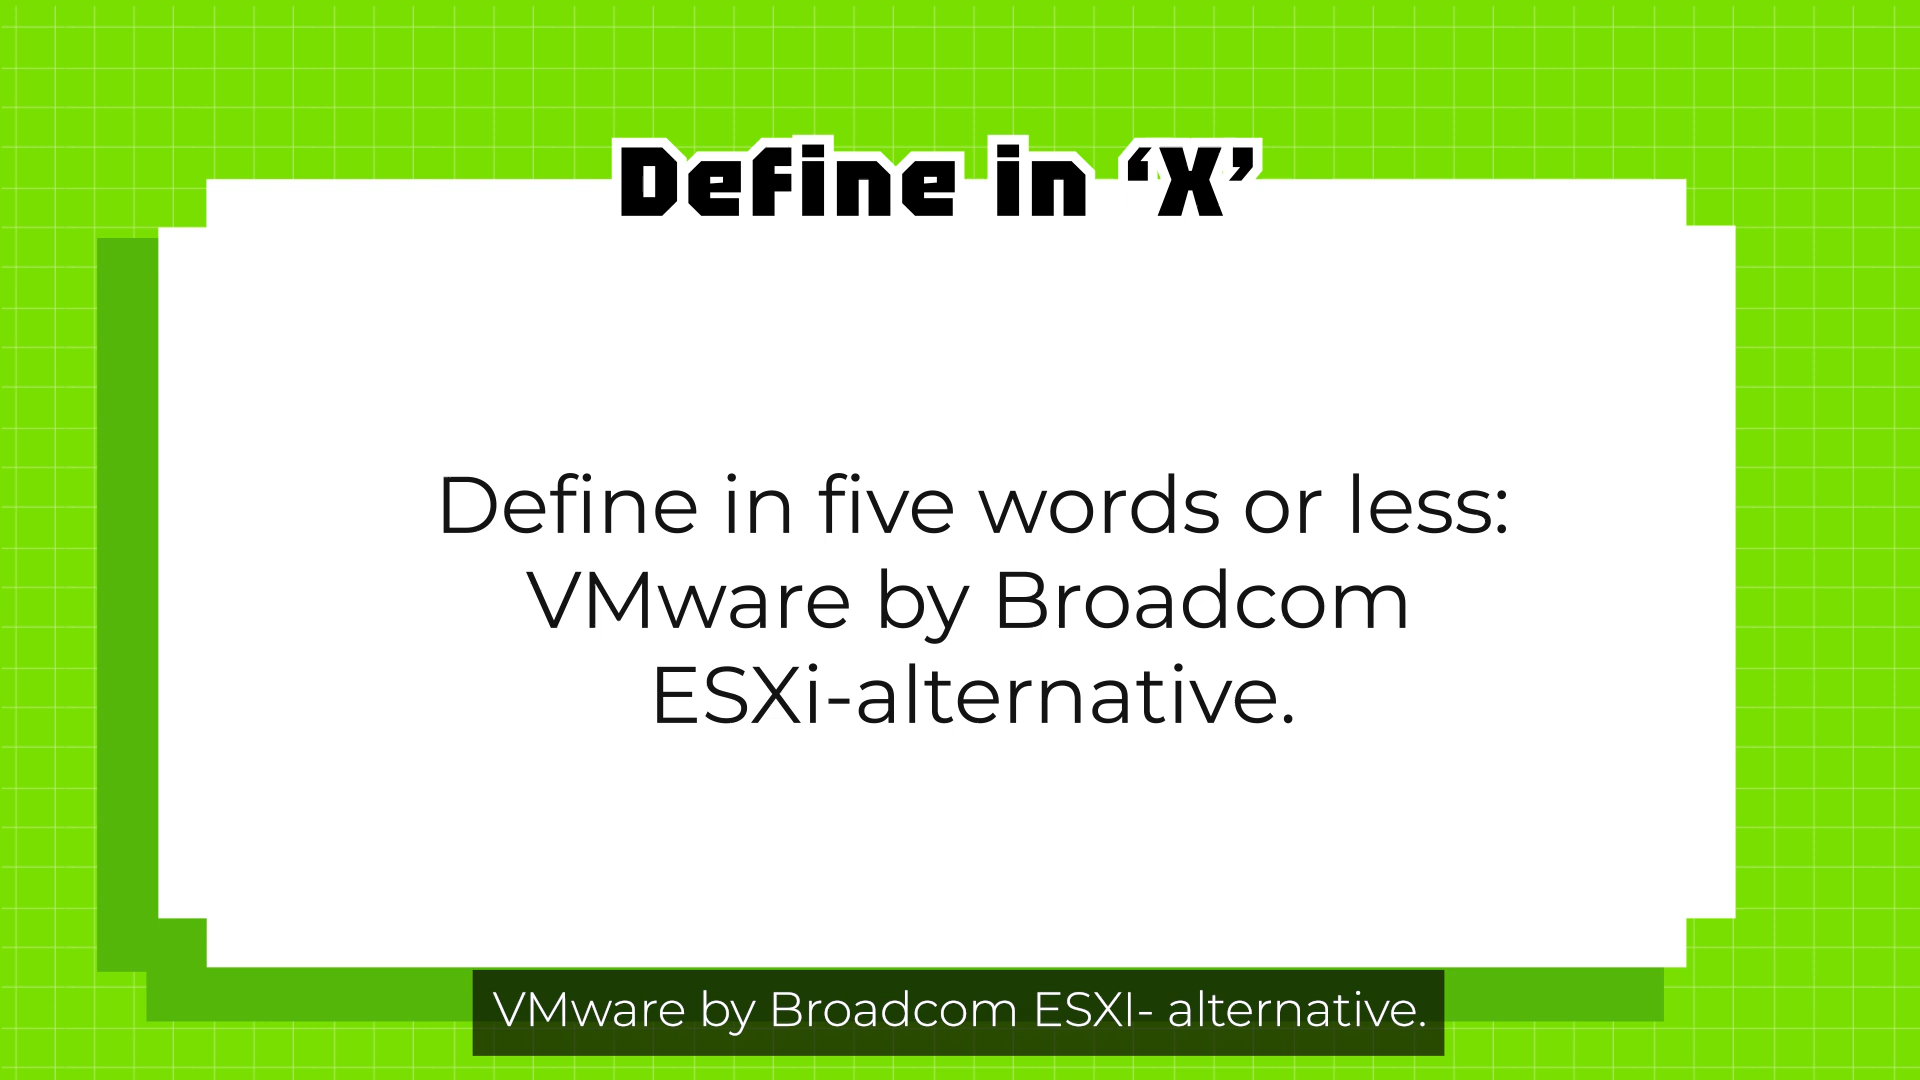 Define in ‘X’
Define in five words or less:
VMware by Broadcom
ESXi-alternative.
VMware by Broadcom ESXI- alternative.